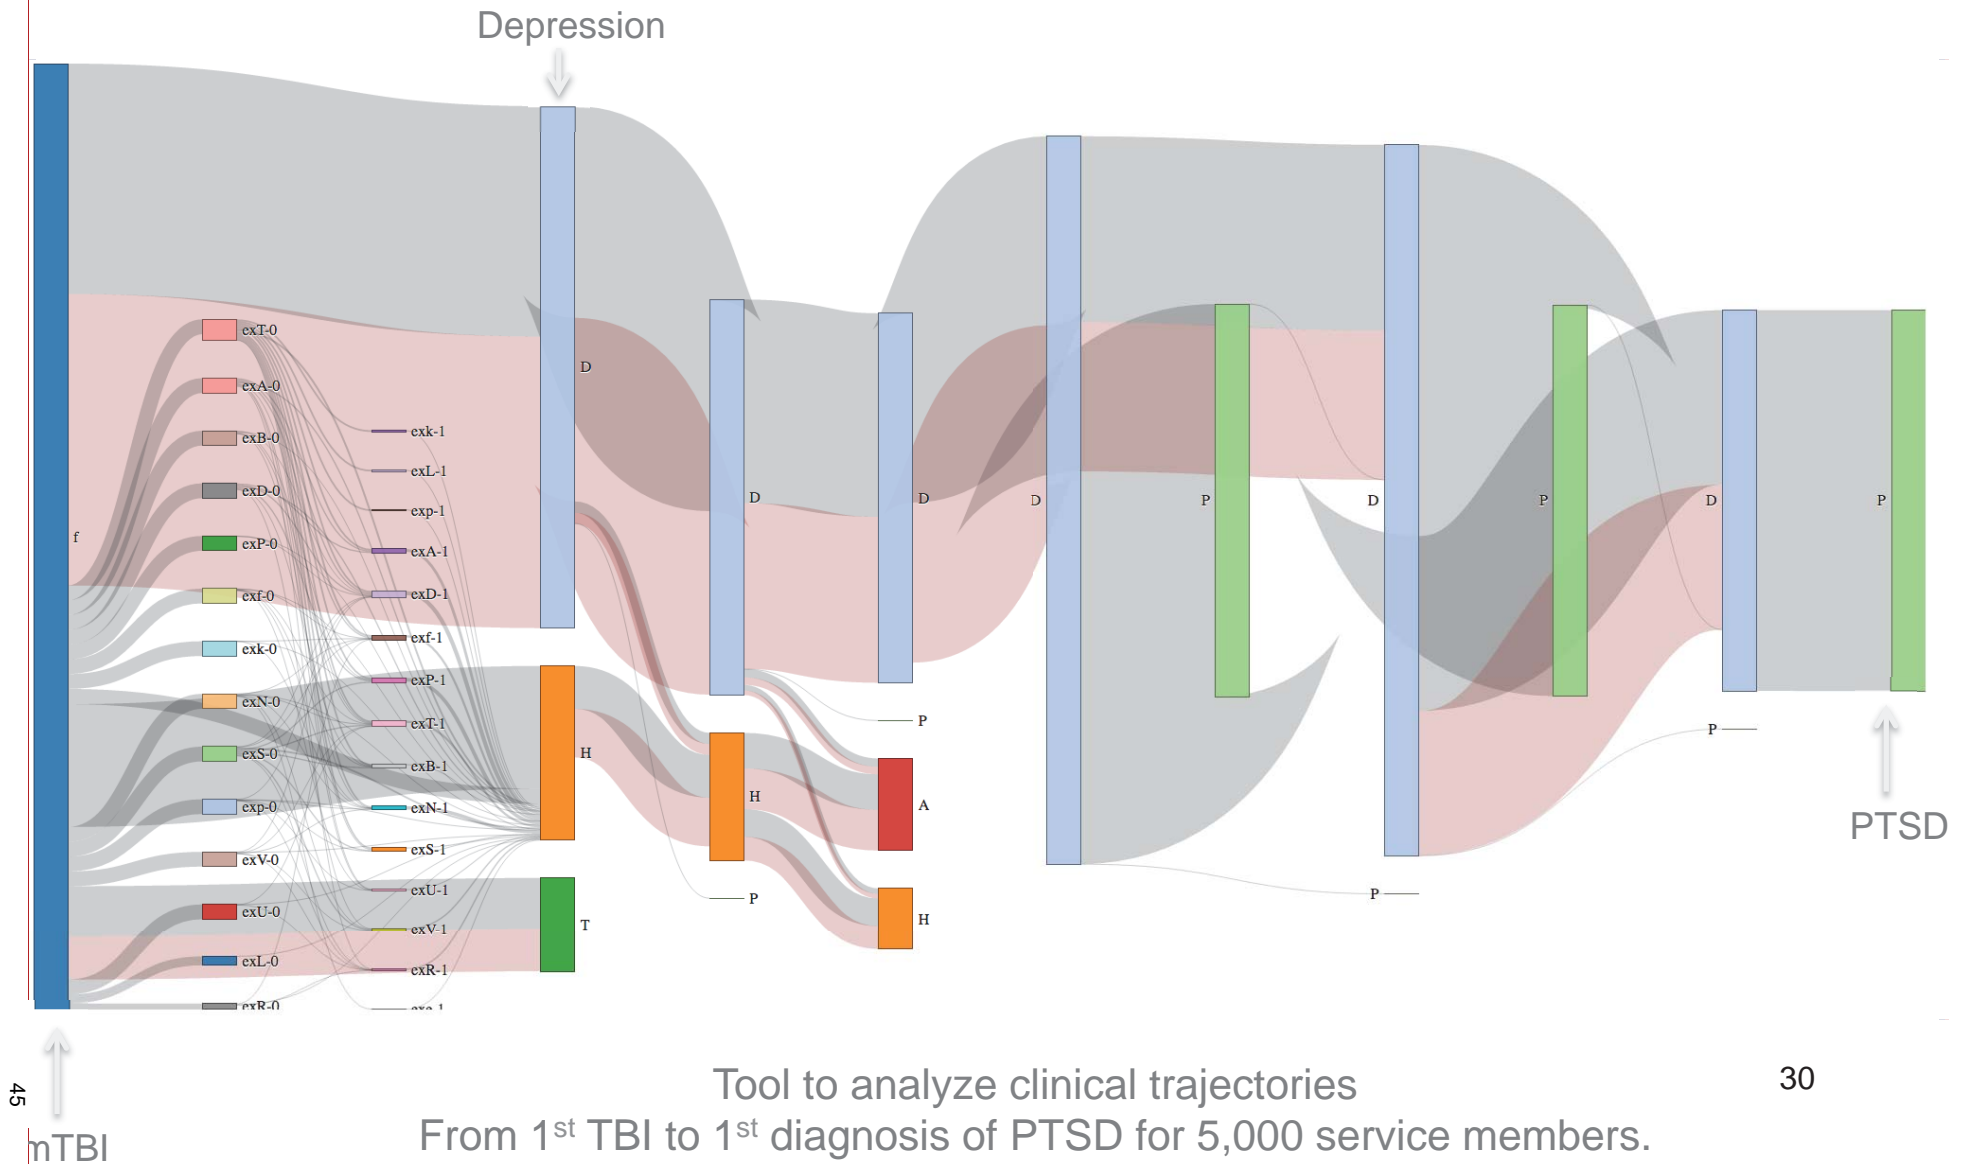 Depression
f
exT-0
exA-0
exB-0
exD-0
exP-0
exf-0
exk-0
exN-0
exS-0
exp-0
exV-0
exU-0
exL-0
exR-0
exk-1
exL-1
exp-1
exA-1
exD-1
exf-1
exP-1
exT-1
exB-1
exN-1
exS-1
exU-1
exV-1
exR-1
D
H
T
D
H
P
D
P
A
H
D
P
D
P
P
D
P
P
PTSD
mTBI
45
Tool to analyze clinical trajectories
30
From 1st TBI to 1st diagnosis of PTSD for 5,000 service members.